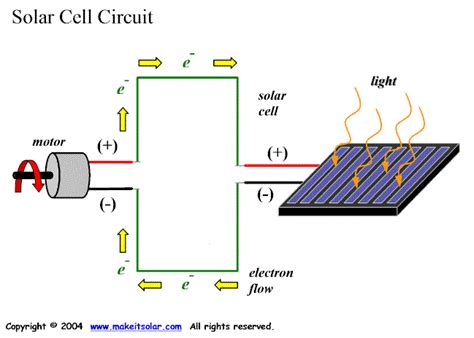 Solar Cell Circuit
e-
e-
light
solar
cell
motor
(+)
(+)
(-)
(-)
e-
e-
electron
flow
Copyright © 2004 www.makeitsolar.com All rights reserved.